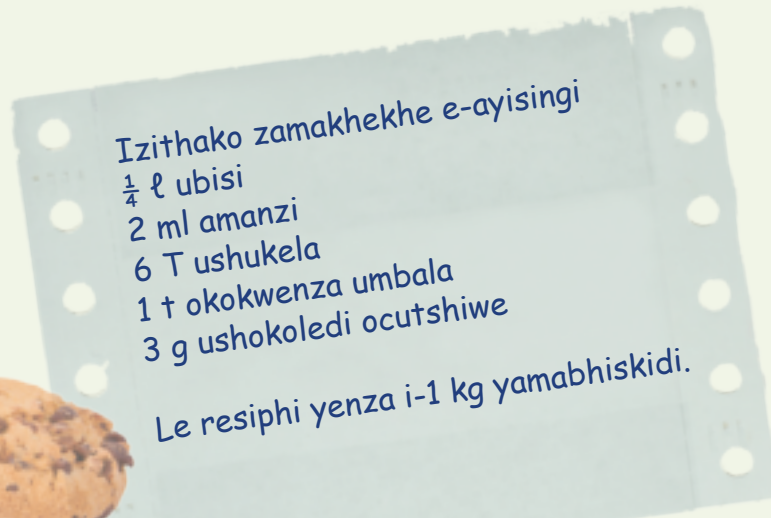 Izithako zamakhekhe e-ayisingi
¼ ℓ ubisi
2 ml amanzi
6 T ushukela
1 t okokwenza umbala
3 g ushokoledi ocutshiwe
Le resiphi yenza i-1 kg yamabhiskidi.